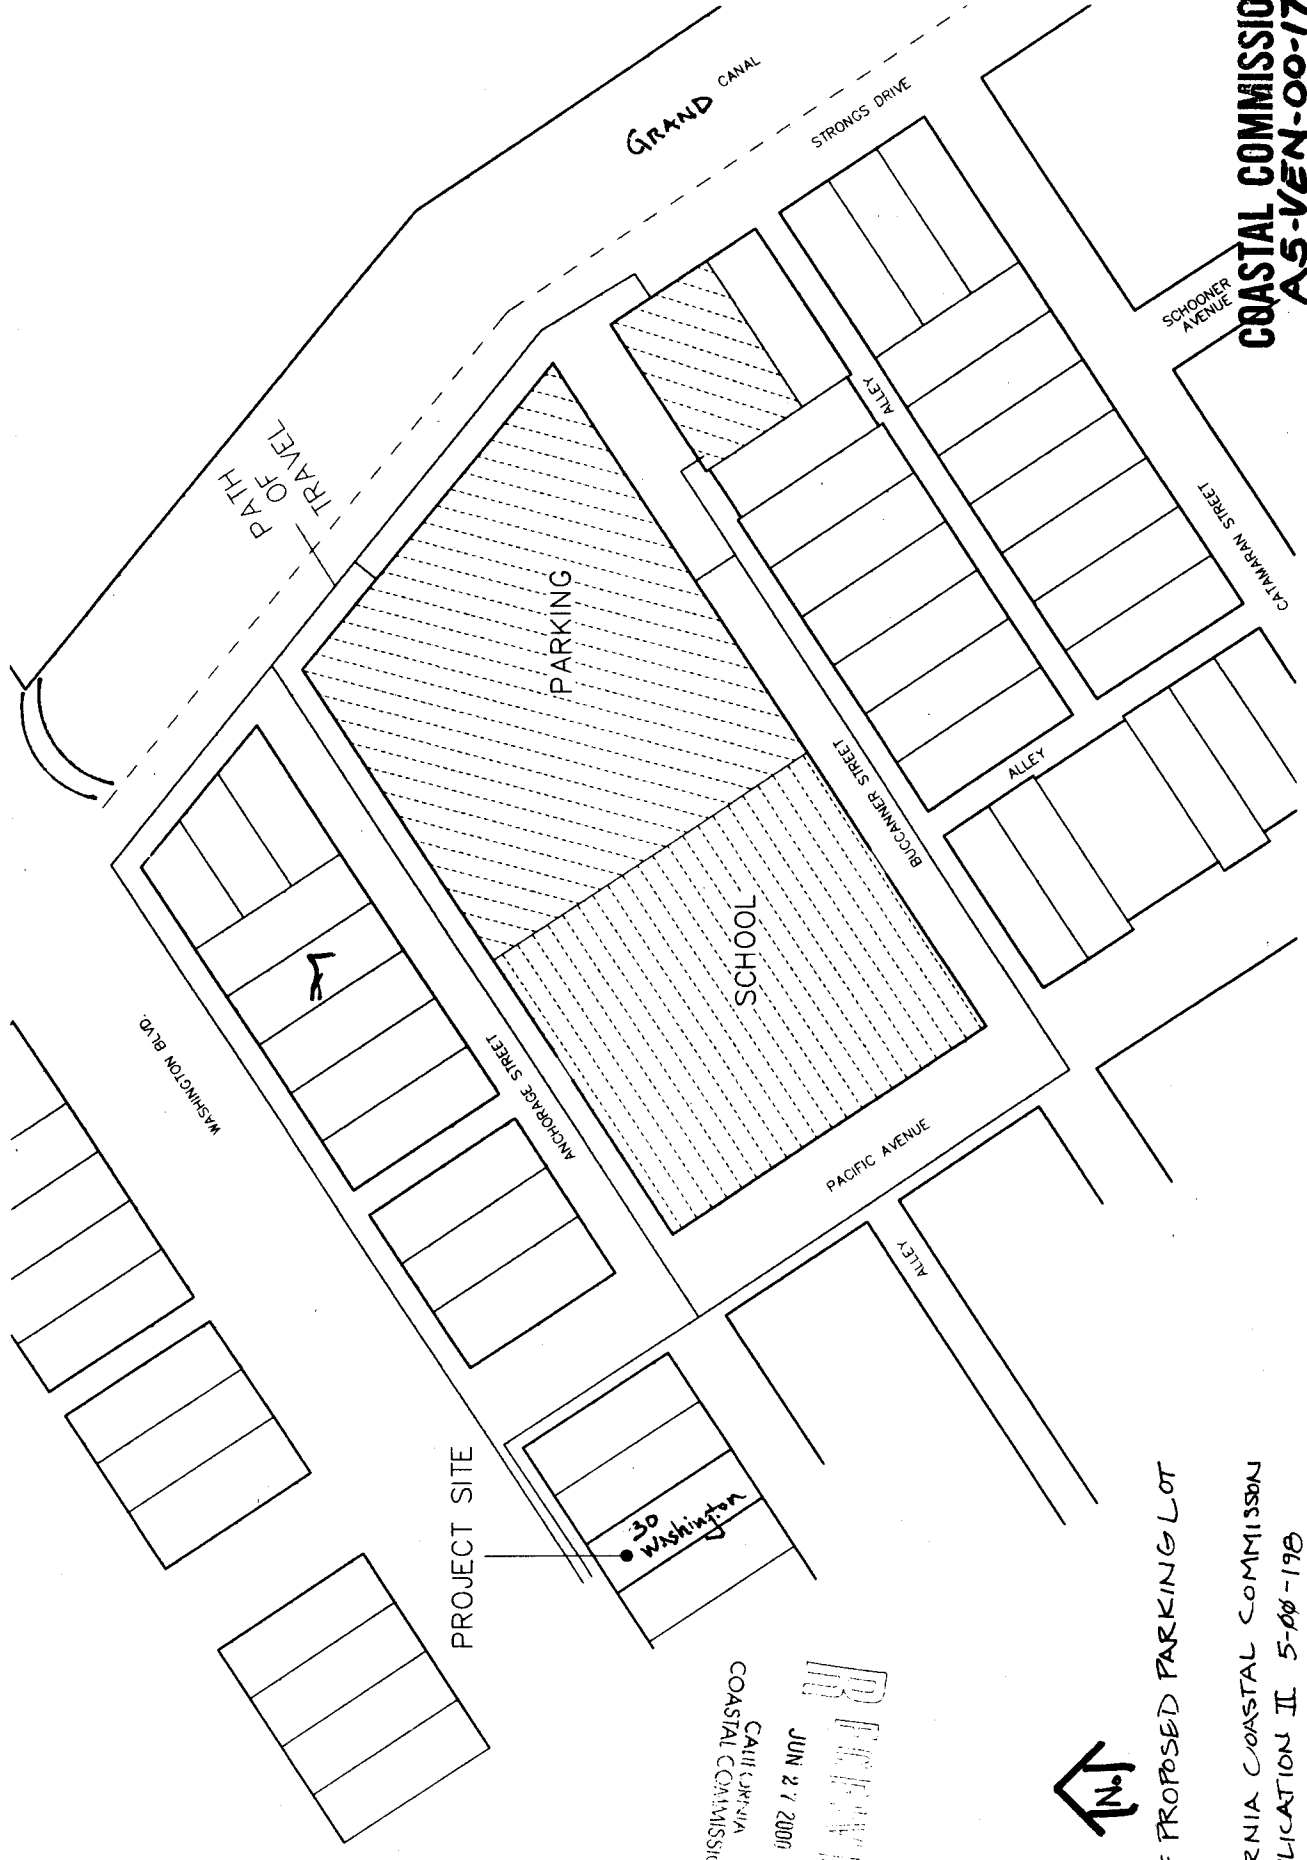 COASTAL COMMISSIO
A5-VEN-00-17
GRAND CANAL
STRONGS DRIVE
SCHOONER
AVENUE
PATH
OF
TRAVEL
ALLEY
CATAMARAN STREET
PARKING
BUCCANNER STREET
ALLEY
SCHOOL
WASHINGTON BLVD.
ANCHORAGE STREET
PACIFIC AVENUE
ALLEY
PROJECT SITE
30
Washington
JUN 27 2000
CALIFORNIA
COASTAL COMMISSIO
N.
PROPOSED PARKING LOT
RNIA COASTAL COMMISSON
LICATION II 5-00-198